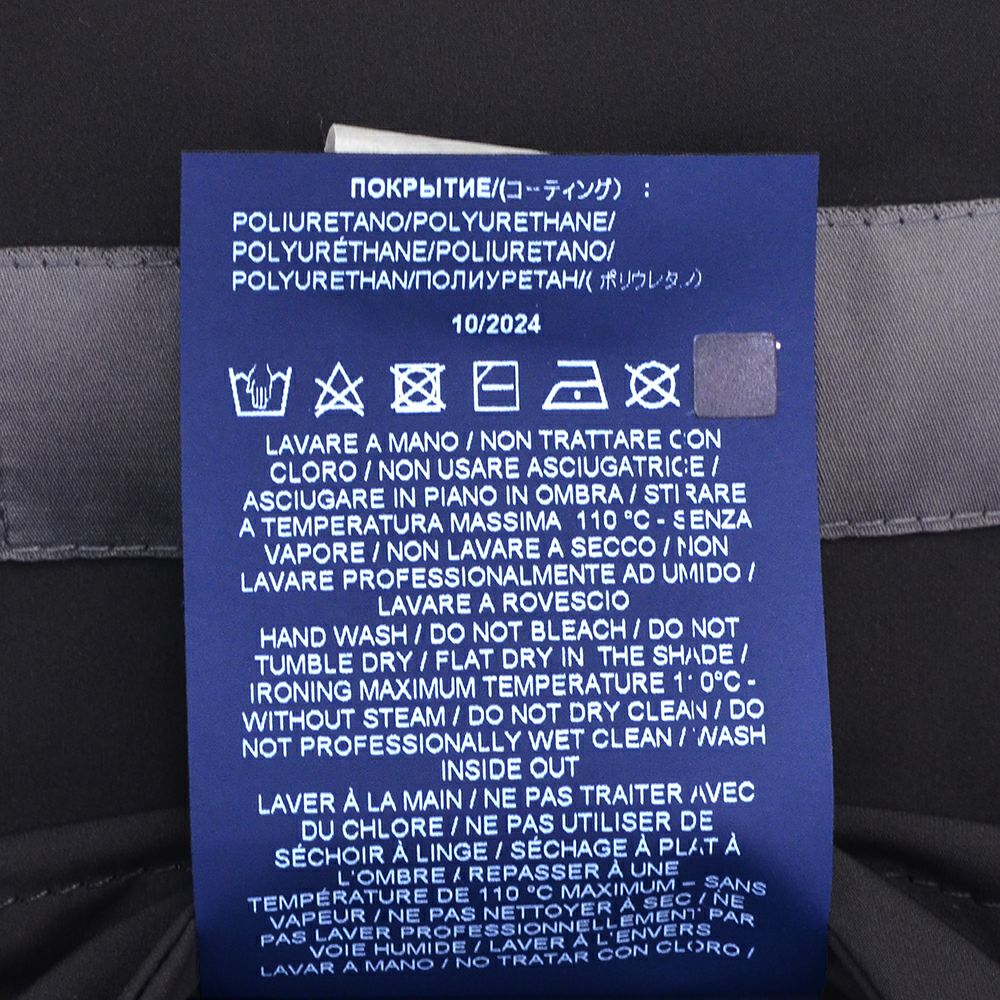 ПОКРЫТИЕ/(コーティング) :
POLIURETANO/POLYURETHANE/
POLYURÉTHANE/POLIURETANO/
POLYURETHAN/ПОЛИУРЕТАН/( ポリウレタン)
10/2024
LAVARE A MANO / NON TRATTARE CON
CLORO / NON USARE ASCIUGATRICE /
ASCIUGARE IN PIANO IN OMBRA / STIRARE
A TEMPERATURA MASSIMA 110 °C - SENZA
VAPORE / NON LAVARE A SECCO / NON
LAVARE PROFESSIONALMENTE AD UMIDO /
LAVARE A ROVESCIO
HAND WASH / DO NOT BLEACH / DO NOT
TUMBLE DRY / FLAT DRY IN THE SHADE /
IRONING MAXIMUM TEMPERATURE 110°C -
WITHOUT STEAM / DO NOT DRY CLEAN / DO
NOT PROFESSIONALLY WET CLEAN / WASH
INSIDE OUT
LAVER À LA MAIN / NE PAS TRAITER AVEC
DU CHLORE / NE PAS UTILISER DE
SÉCHOIR À LINGE / SÉCHAGE À PLAT À
L'OMBRE / REPASSER À UNE
TEMPÉRATURE DE 110 °C MAXIMUM – SANS
VAPEUR / NE PAS NETTOYER À SEC / NE
PAS LAVER PROFESSIONNELLEMENT PAR
VOIE HUMIDE / LAVER À L'ENVERS
LAVAR A MANO / NO TRATAR CON CLORO /